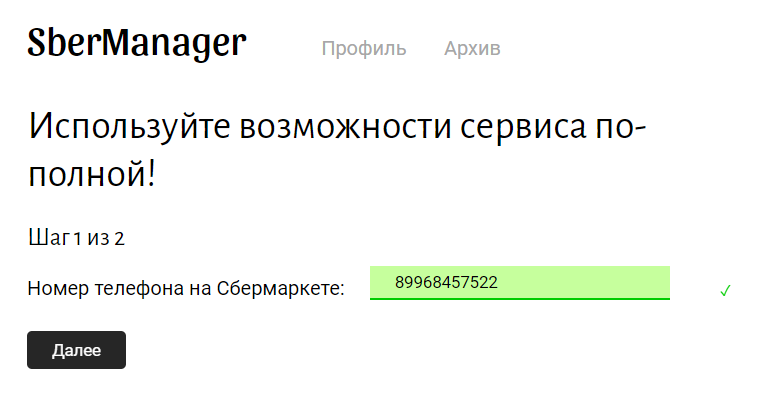 SberManager Профиль Архив
Используйте возможности сервиса по-
полной!
Шаг 1 из 2
Номер телефона на Сбермаркете: 89968457522 ✓
Далее